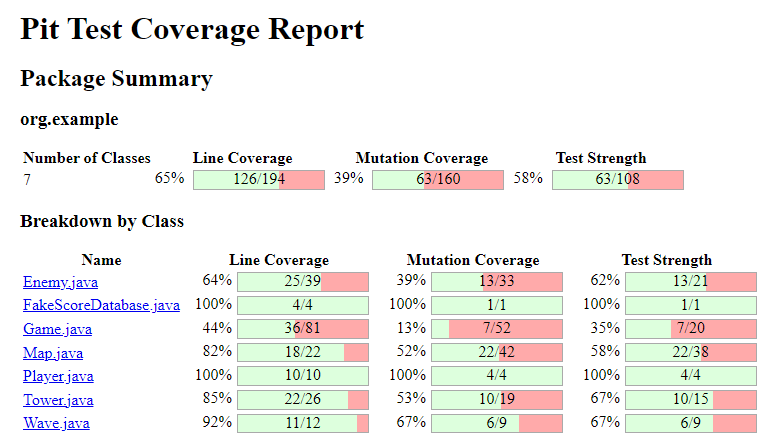 Pit Test Coverage Report
Package Summary
org.example
Number of Classes Line Coverage Mutation Coverage Test Strength
7 65% 126/194 39% 63/160 58% 63/108
Breakdown by Class
Name Line Coverage Mutation Coverage Test Strength
Enemy.java 64% 25/39 39% 13/33 62% 13/21
FakeScoreDatabase.java 100% 4/4 100% 1/1 100% 1/1
Game.java 44% 36/81 13% 7/52 35% 7/20
Map.java 82% 18/22 52% 22/42 58% 22/38
Player.java 100% 10/10 100% 4/4 100% 4/4
Tower.java 85% 22/26 53% 10/19 67% 10/15
Wave.java 92% 11/12 67% 6/9 67% 6/9